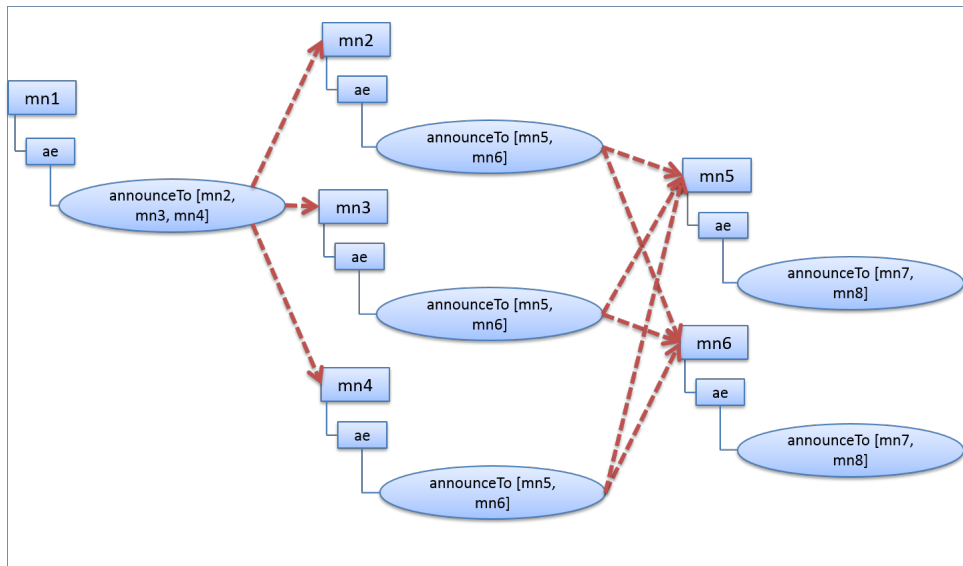 mn1
ae
announceTo [mn2,
mn3, mn4]
mn2
ae
announceTo [mn5,
mn6]
mn3
ae
announceTo [mn5,
mn6]
mn4
ae
announceTo [mn5,
mn6]
mn5
ae
announceTo [mn7,
mn8]
mn6
ae
announceTo [mn7,
mn8]